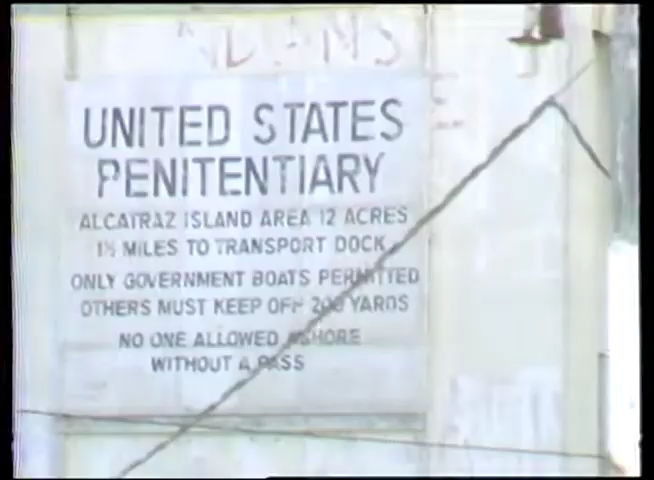 NDIANS
UNITED STATES
PENITENTIARY
ALCATRAZ ISLAND AREA 12 ACRES
1½ MILES TO TRANSPORT DOCK
ONLY GOVERNMENT BOATS PERMITTED
OTHERS MUST KEEP OFF 200 YARDS
NO ONE ALLOWED ASHORE
WITHOUT A PASS